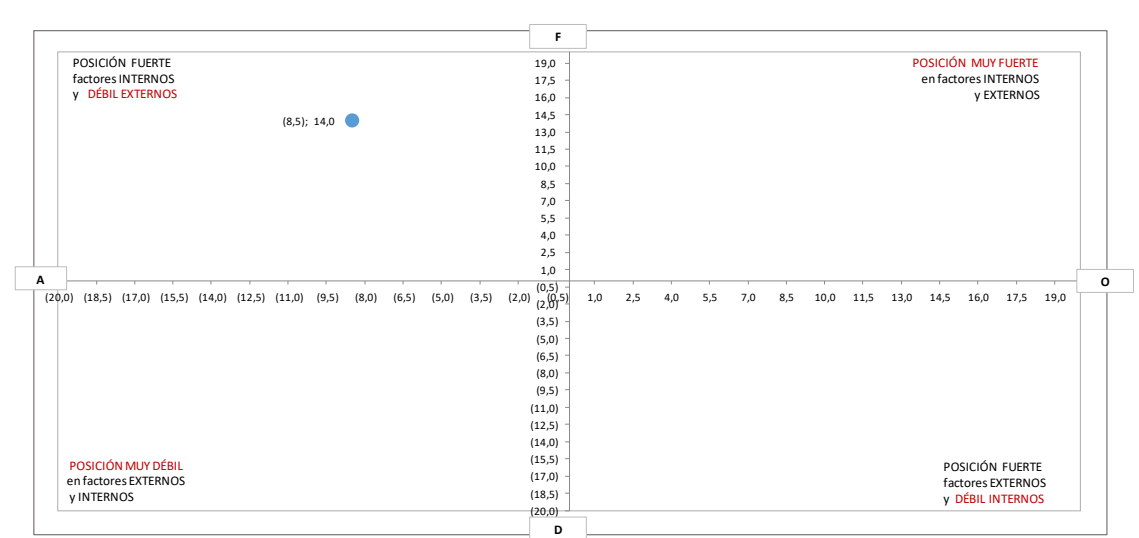 F
POSICIÓN FUERTE
factores INTERNOS
y DÉBIL EXTERNOS
POSICIÓN MUY FUERTE
en factores INTERNOS
y EXTERNOS
(8,5); 14,0
19,0
17,5
16,0
14,5
13,0
11,5
10,0
8,5
7,0
5,5
4,0
2,5
1,0
(0,5)
(2,0)
(3,5)
(5,0)
(6,5)
(8,0)
(9,5)
(11,0)
(12,5)
(14,0)
(15,5)
(17,0)
(18,5)
(20,0)
A
O
(20,0) (18,5) (17,0) (15,5) (14,0) (12,5) (11,0) (9,5) (8,0) (6,5) (5,0) (3,5) (2,0) (0,5) 1,0 2,5 4,0 5,5 7,0 8,5 10,0 11,5 13,0 14,5 16,0 17,5 19,0
POSICIÓN MUY DÉBIL
en factores EXTERNOS
y INTERNOS
POSICIÓN FUERTE
factores EXTERNOS
y DÉBIL INTERNOS
D